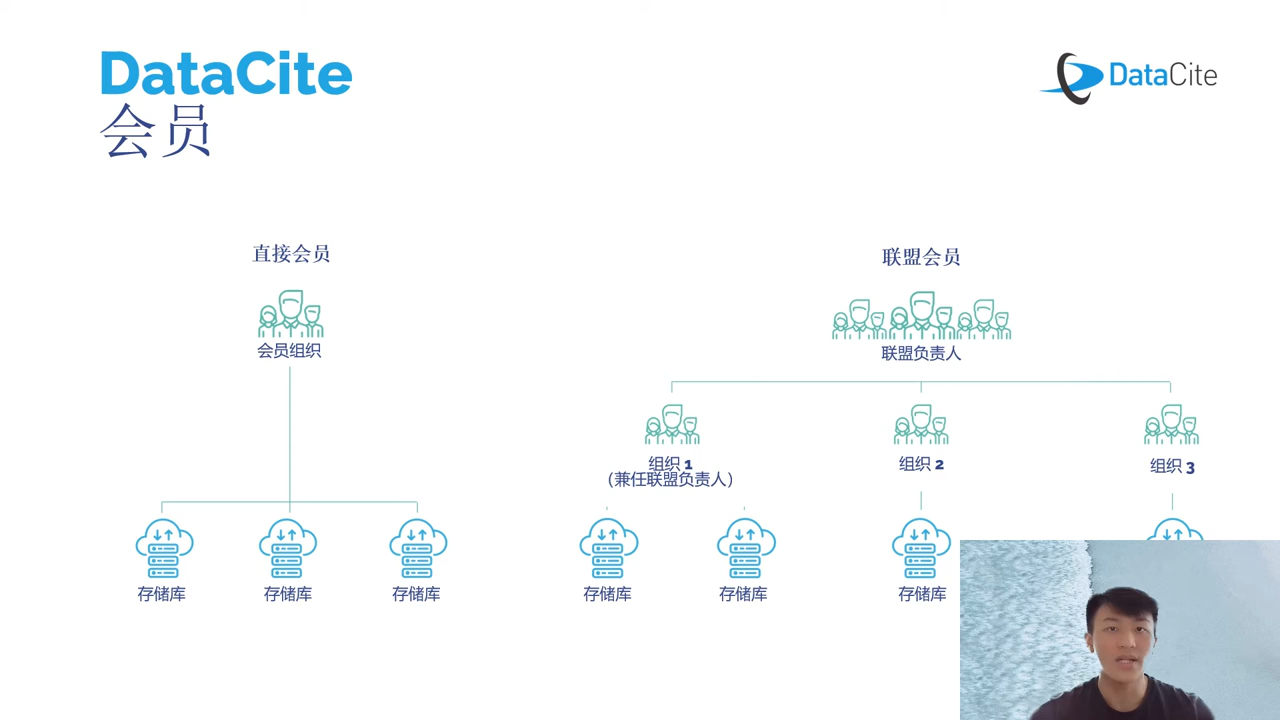 DataCite
会员
DataCite
直接会员
会员组织
存储库
存储库
存储库
联盟会员
联盟负责人
组织 1
（兼任联盟负责人）
组织 2
组织 3
存储库
存储库
存储库